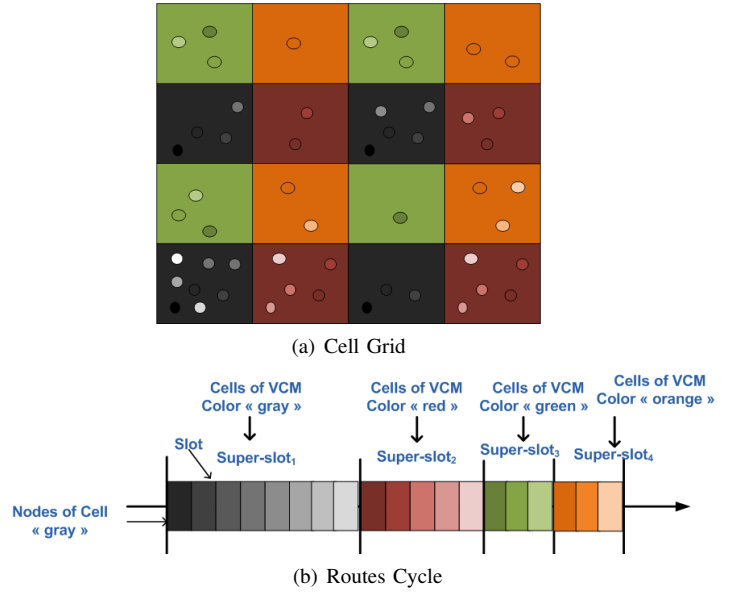 (a) Cell Grid
Cells of VCM
Color « gray »
Cells of VCM
Color « red »
Cells of VCM
Color « green »
Cells of VCM
Color « orange »
Slot
Super-slot1
Super-slot2
Super-slot3
Super-slot4
Nodes of Cell
« gray »
(b) Routes Cycle